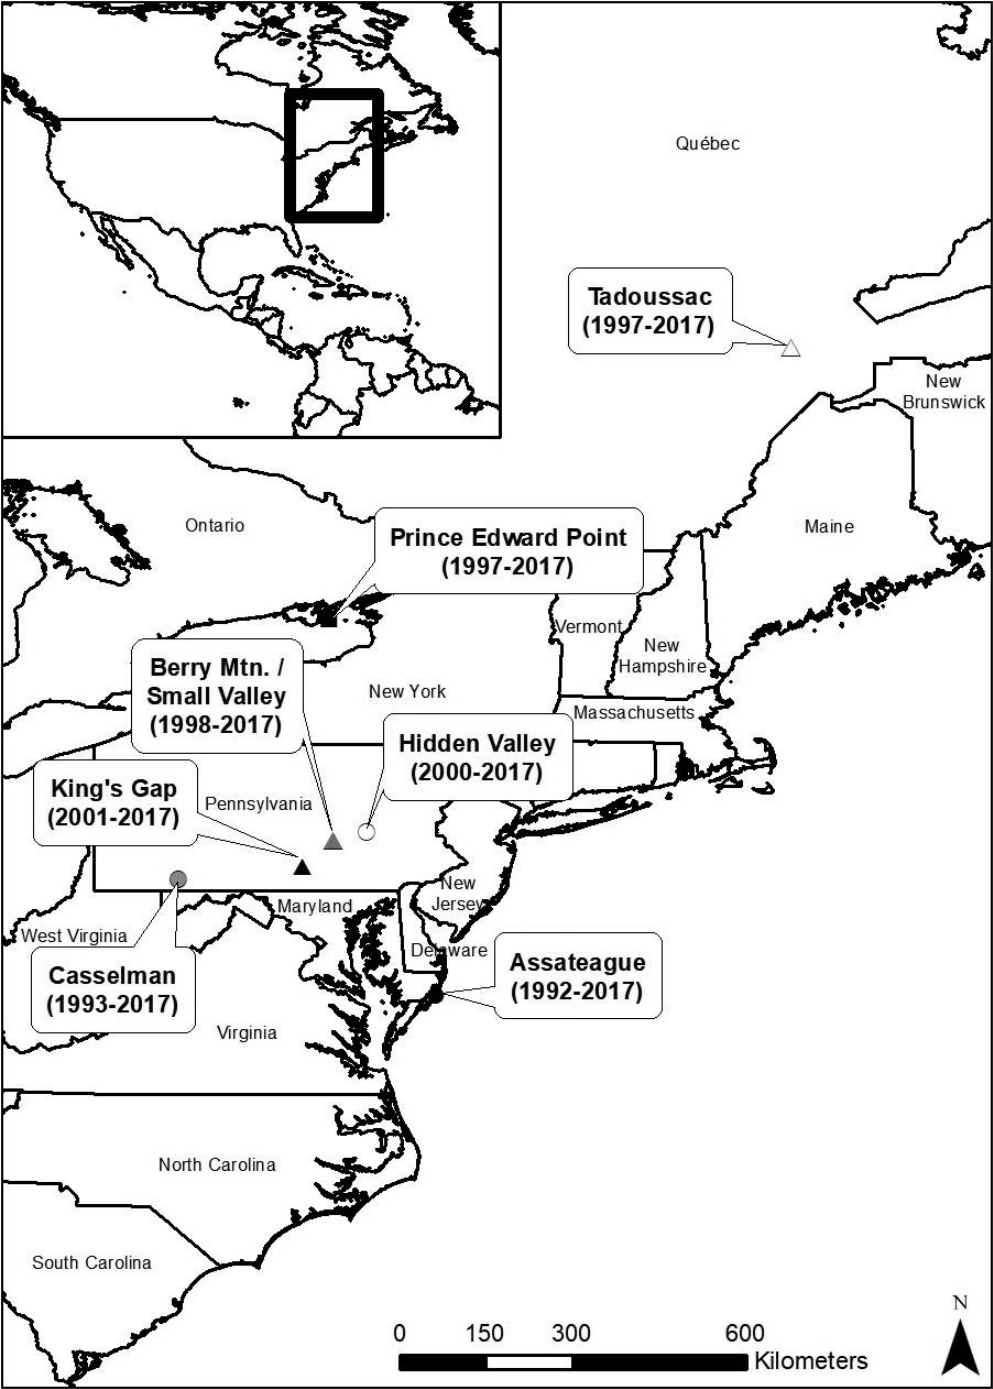 Québec
Tadoussac
(1997-2017)
New
Brunswick
Ontario
Maine
Prince Edward Point
(1997-2017)
Vermont
New
Hampshire
Berry Mtn. /
Small Valley
(1998-2017)
New York
Massachusetts
Hidden Valley
(2000-2017)
King's Gap
(2001-2017)
Pennsylvania
New
Jersey
Maryland
West Virginia
Delaware
Casselman
(1993-2017)
Assateague
(1992-2017)
Virginia
North Carolina
South Carolina
N
0 150 300 600
Kilometers